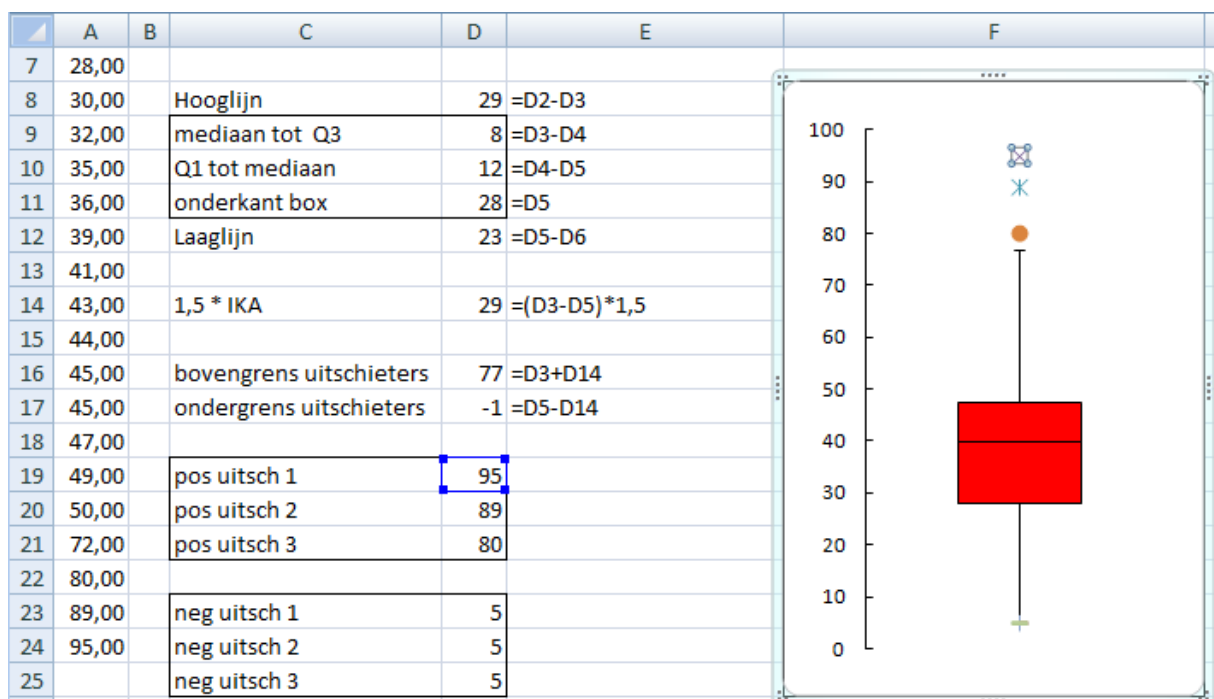 A B C D E F
7 28,00
8 30,00 Hooglijn 29 =D2-D3
9 32,00 mediaan tot Q3 8 =D3-D4
10 35,00 Q1 tot mediaan 12 =D4-D5
11 36,00 onderkant box 28 =D5
12 39,00 Laaglijn 23 =D5-D6
13 41,00
14 43,00 1,5 * IKA 29 =(D3-D5)*1,5
15 44,00
16 45,00 bovengrens uitschieters 77 =D3+D14
17 45,00 ondergrens uitschieters -1 =D5-D14
18 47,00
19 49,00 pos uitsch 1 95
20 50,00 pos uitsch 2 89
21 72,00 pos uitsch 3 80
22 80,00
23 89,00 neg uitsch 1 5
24 95,00 neg uitsch 2 5
25 neg uitsch 3 5
100
90
80
70
60
50
40
30
20
10
0